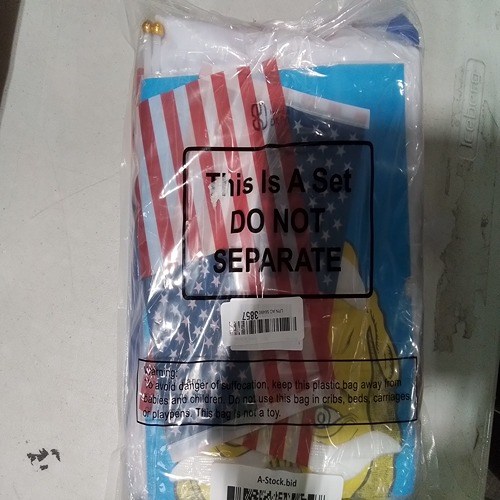 This Is A Set
DO NOT
SEPARATE
3857
Warning:
To avoid danger of suffocation, keep this plastic bag away from
babies and children. Do not use this bag in cribs, beds, carriages
or playpens. This bag is not a toy.
A-Stock.bid